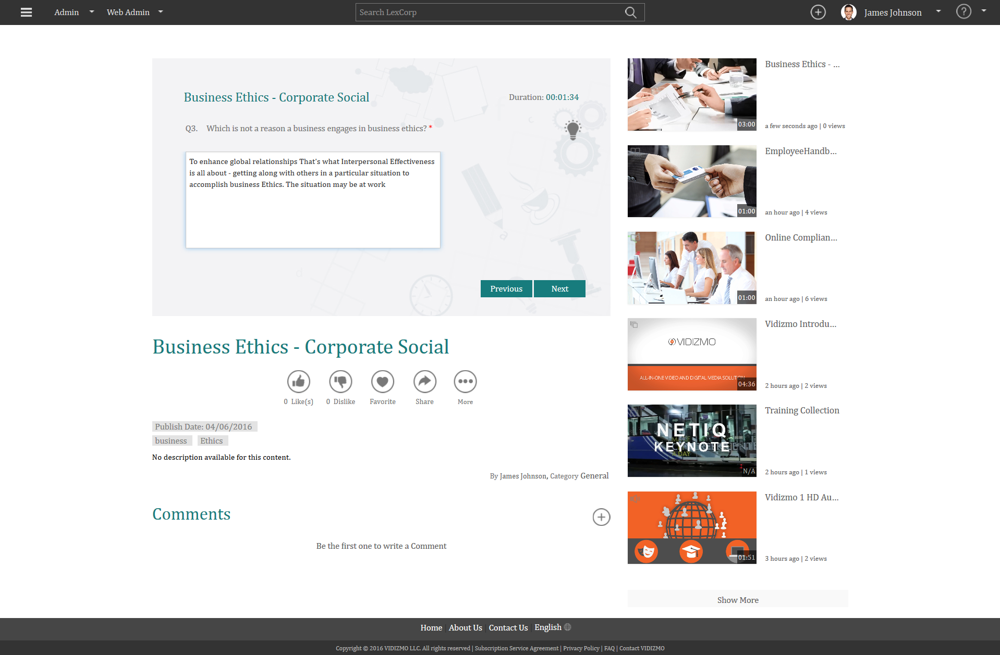 Admin Web Admin Search LexCorp James Johnson ?
Business Ethics - Corporate Social
Duration: 00:01:34
Q3. Which is not a reason a business engages in business ethics? *
To enhance global relationships That's what Interpersonal Effectiveness
is all about - getting along with others in a particular situation to
accomplish business Ethics. The situation may be at work
Previous Next
Business Ethics - Corporate Social
0 Like(s) 0 Dislike Favorite Share More
Publish Date: 04/06/2016
business Ethics
No description available for this content.
By James Johnson, Category General
Comments
Be the first one to write a Comment
Business Ethics - ...
03:00
a few seconds ago | 0 views
EmployeeHandb...
01:00
an hour ago | 4 views
Online Complian...
01:00
an hour ago | 6 views
Vidizmo Introdu...
VIDIZMO
ALL-IN-ONE VIDEO AND DIGITAL MEDIA SOLUTION
04:36
2 hours ago | 2 views
Training Collection
NETIQ
KEYNOTE
A DAY
N/A
2 hours ago | 1 views
Vidizmo 1 HD Au...
01:51
3 hours ago | 2 views
Show More
Home | About Us | Contact Us | English
Copyright © 2016 VIDIZMO LLC. All rights reserved | Subscription Service Agreement | Privacy Policy | FAQ | Contact VIDIZMO